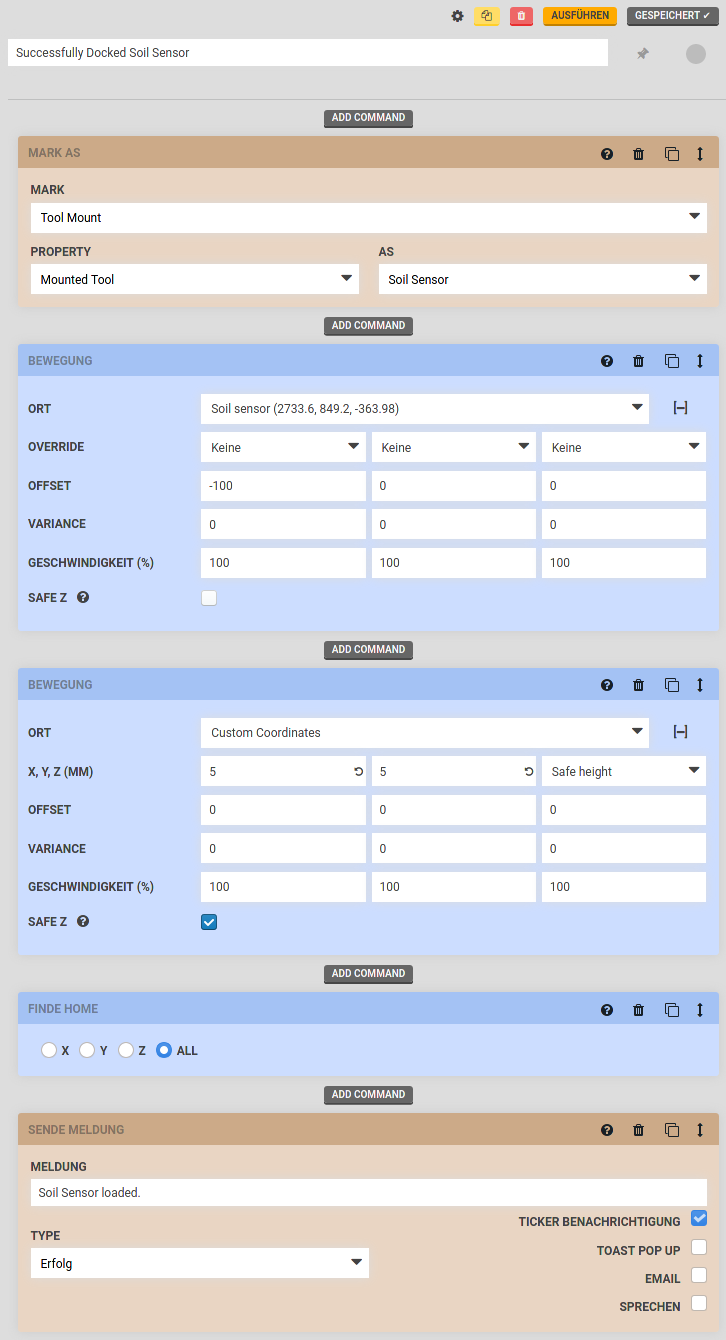 AUSFÜHREN GESPEICHERT ✔
Successfully Docked Soil Sensor
ADD COMMAND
MARK AS
MARK
Tool Mount
PROPERTY AS
Mounted Tool Soil Sensor
ADD COMMAND
BEWEGUNG
ORT Soil sensor (2733.6, 849.2, -363.98) [–]
OVERRIDE Keine Keine Keine
OFFSET -100 0 0
VARIANCE 0 0 0
GESCHWINDIGKEIT (%) 100 100 100
SAFE Z
ADD COMMAND
BEWEGUNG
ORT Custom Coordinates [–]
X, Y, Z (MM) 5 5 Safe height
OFFSET 0 0 0
VARIANCE 0 0 0
GESCHWINDIGKEIT (%) 100 100 100
SAFE Z
ADD COMMAND
FINDE HOME
X Y Z ALL
ADD COMMAND
SENDE MELDUNG
MELDUNG
Soil Sensor loaded.
TICKER BENACHRICHTIGUNG
TYPE
TOAST POP UP
Erfolg
EMAIL
SPRECHEN